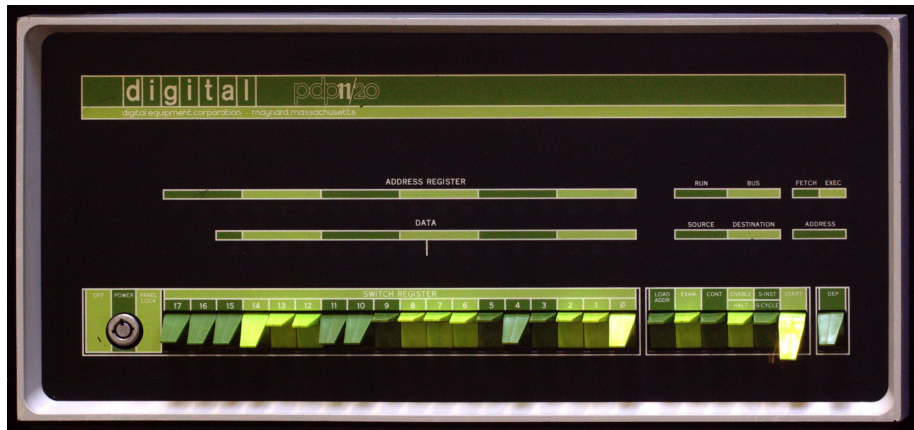 digital pdp11/20
digital equipment corporation - maynard, massachusetts
ADDRESS REGISTER
RUN BUS FETCH EXEC
DATA
SOURCE DESTINATION ADDRESS
OFF POWER PANEL LOCK
SWITCH REGISTER
17 16 15 14 13 12 11 10 9 8 7 6 5 4 3 2 1 0
LOAD ADDR EXAM CONT ENABLE HALT S-INST S-CYCLE START DEP